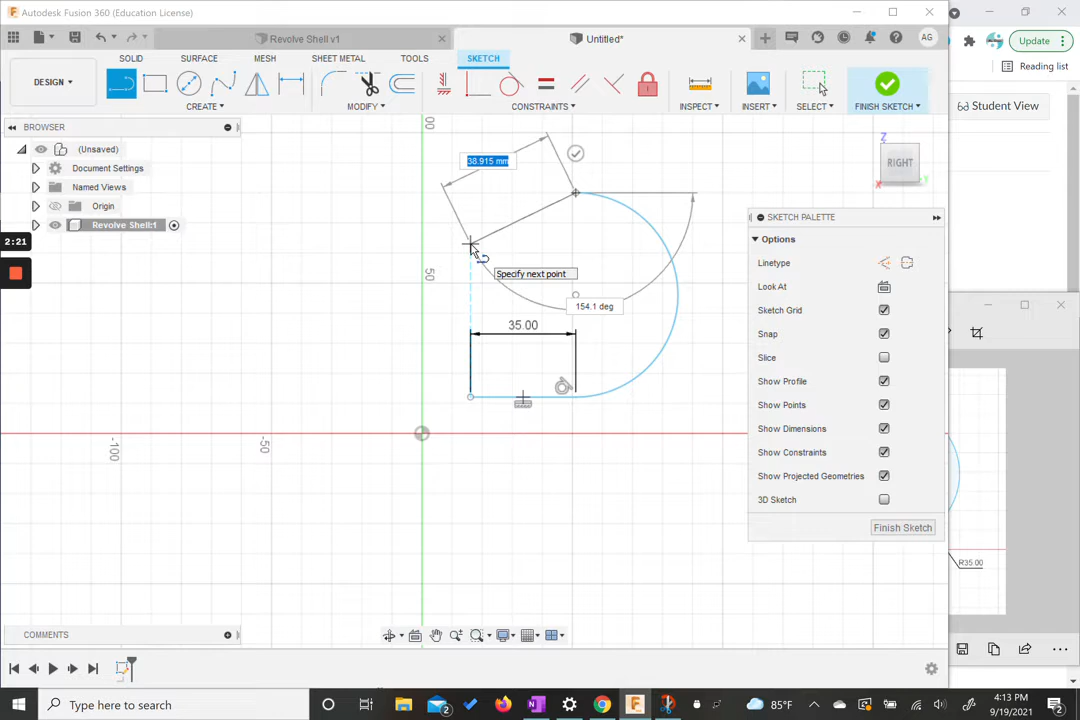 Autodesk Fusion 360 (Education License)
Revolve Shell v1
Untitled*
AG
Update
Reading list
SOLID
SURFACE
MESH
SHEET METAL
TOOLS
SKETCH
DESIGN
CREATE
MODIFY
CONSTRAINTS
INSPECT
INSERT
SELECT
FINISH SKETCH
Student View
BROWSER
(Unsaved)
Document Settings
Named Views
Origin
Revolve Shell:1
2:21
00
38.915 mm
50
Specify next point
154.1 deg
35.00
-100
-50
Z
RIGHT
X
Y
SKETCH PALETTE
Options
Linetype
Look At
Sketch Grid
Snap
Slice
Show Profile
Show Points
Show Dimensions
Show Constraints
Show Projected Geometries
3D Sketch
Finish Sketch
R35.00
COMMENTS
Type here to search
2
85°F
4:13 PM
9/19/2021
2